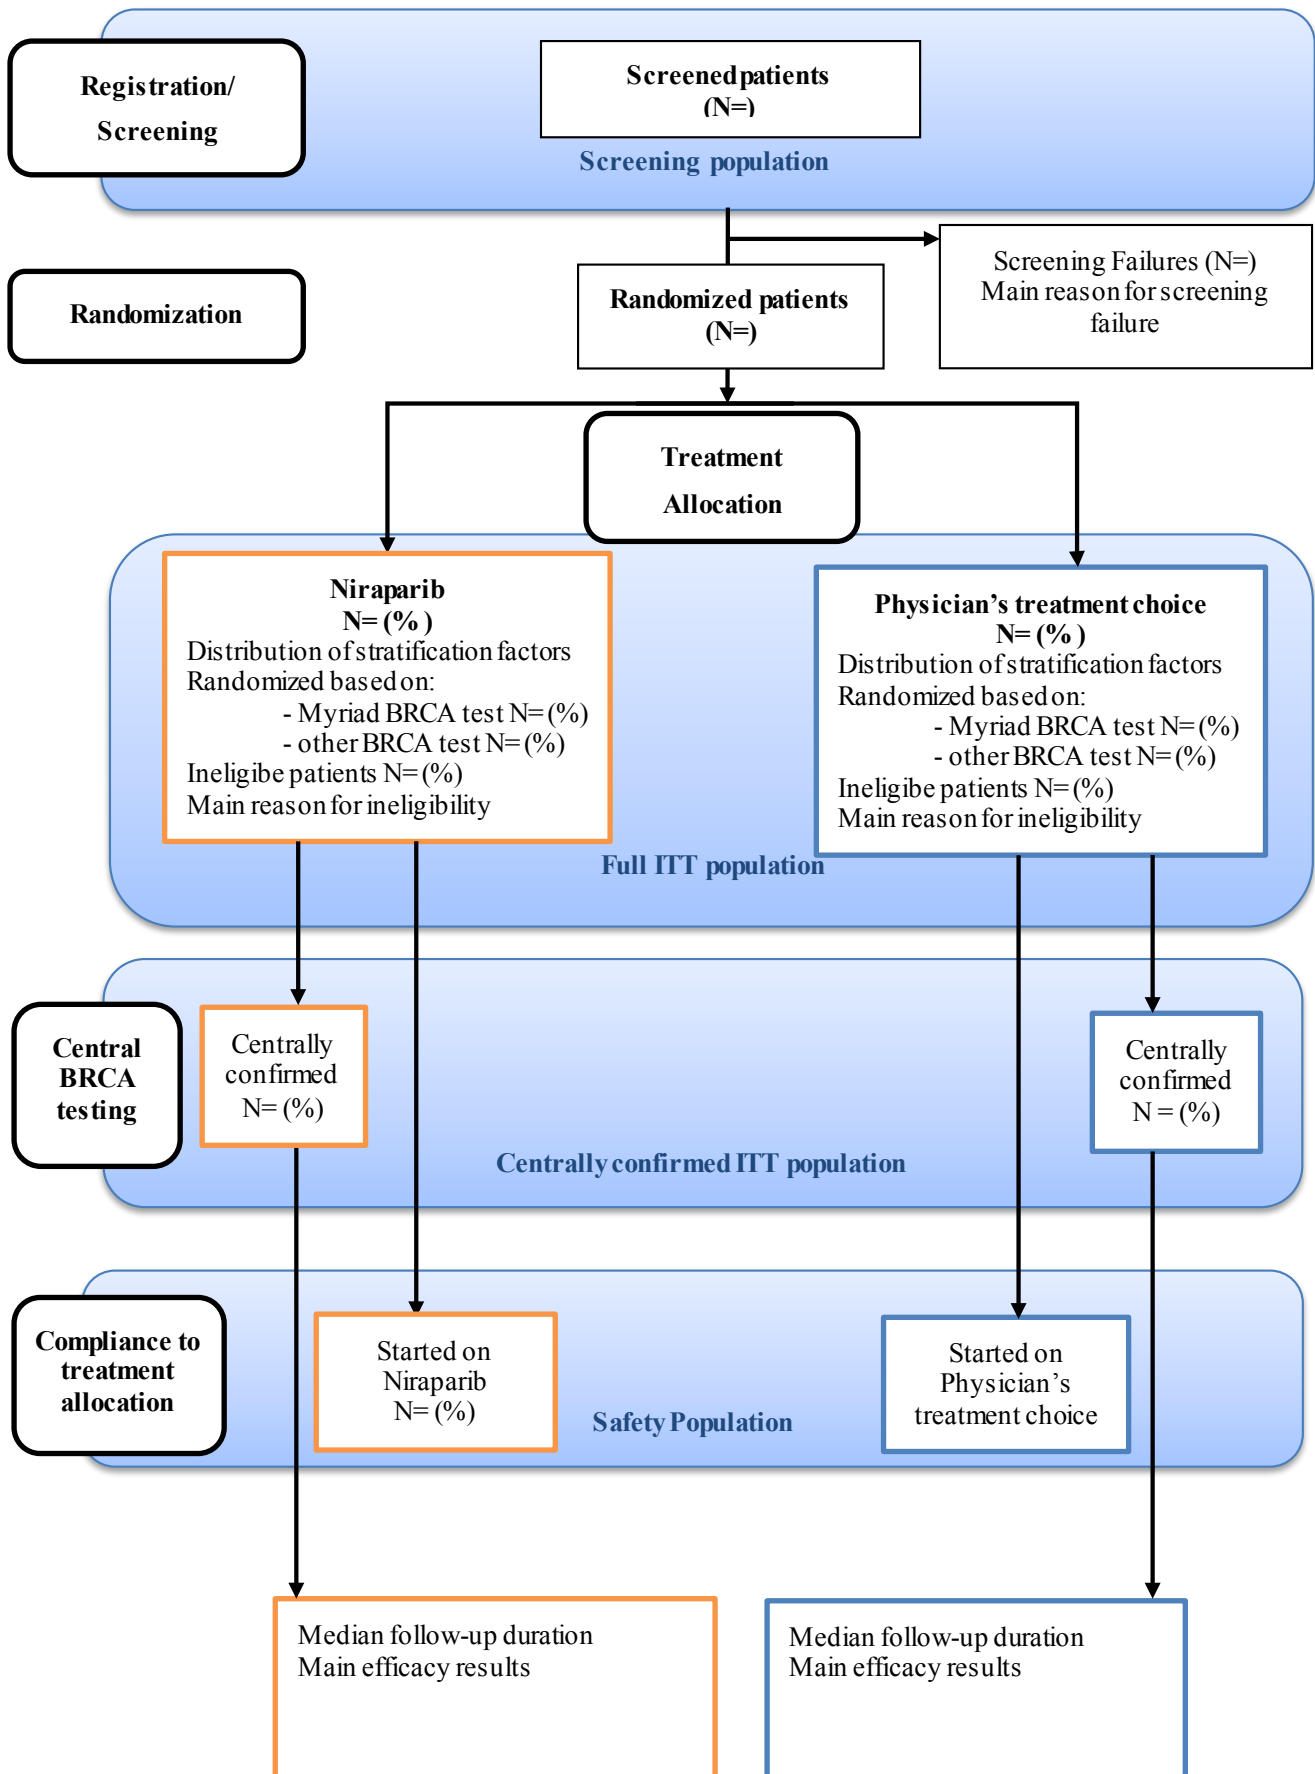 Registration/
Screening
Screened patients
(N=)
Screening population
Randomization
Randomized patients
(N=)
Screening Failures (N=)
Main reason for screening
failure
Treatment
Allocation
Niraparib
N= (% )
Distribution of stratification factors
Randomized based on:
- Myriad BRCA test N= (%)
- other BRCA test N= (%)
Ineligibe patients N= (%)
Main reason for ineligibility
Physician’s treatment choice
N= (% )
Distribution of stratification factors
Randomized based on:
- Myriad BRCA test N= (%)
- other BRCA test N= (%)
Ineligibe patients N= (%)
Main reason for ineligibility
Full ITT population
Central
BRCA
testing
Centrally
confirmed
N= (%)
Centrally
confirmed
N = (%)
Centrally confirmed ITT population
Compliance to
treatment
allocation
Started on
Niraparib
N= (%)
Started on
Physician’s
treatment choice
Safety Population
Median follow-up duration
Main efficacy results
Median follow-up duration
Main efficacy results